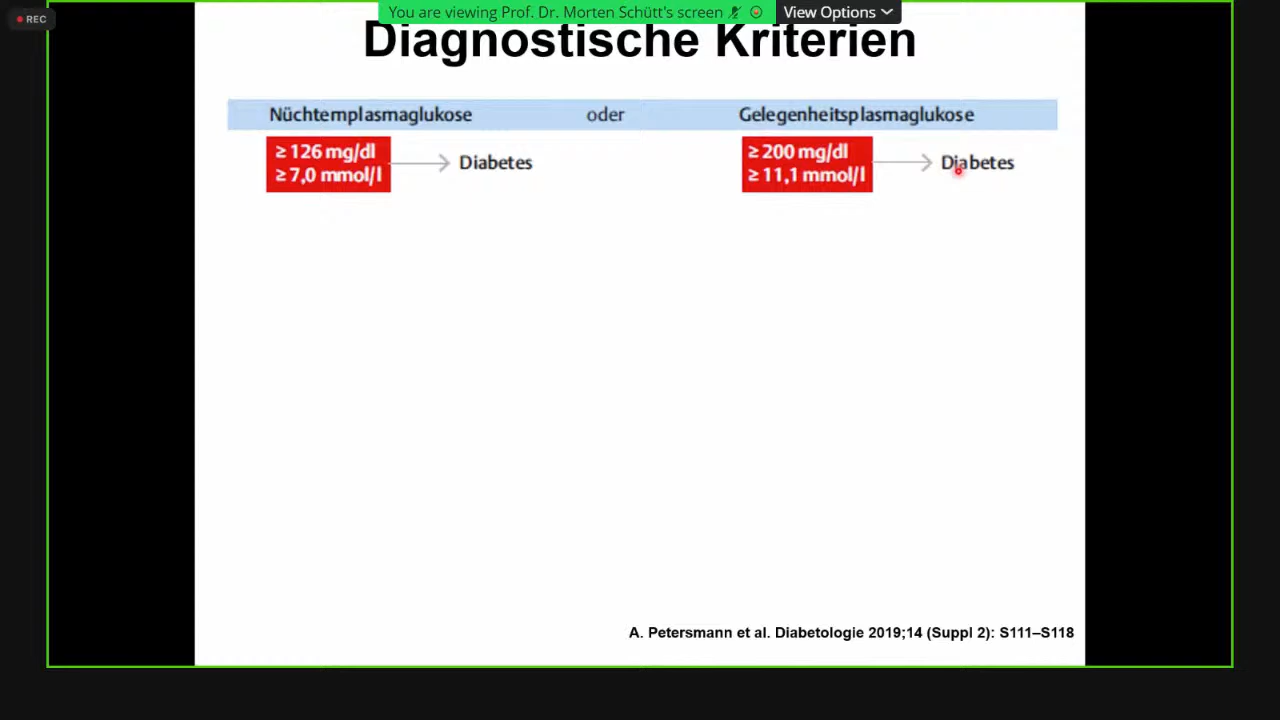 REC
You are viewing Prof. Dr. Morten Schütt's screen
View Options
Diagnostische Kriterien
Nüchternplasmaglukose oder Gelegenheitsplasmaglukose
≥ 126 mg/dl
≥ 7,0 mmol/l
Diabetes
≥ 200 mg/dl
≥ 11,1 mmol/l
Diabetes
A. Petersmann et al. Diabetologie 2019;14 (Suppl 2): S111–S118